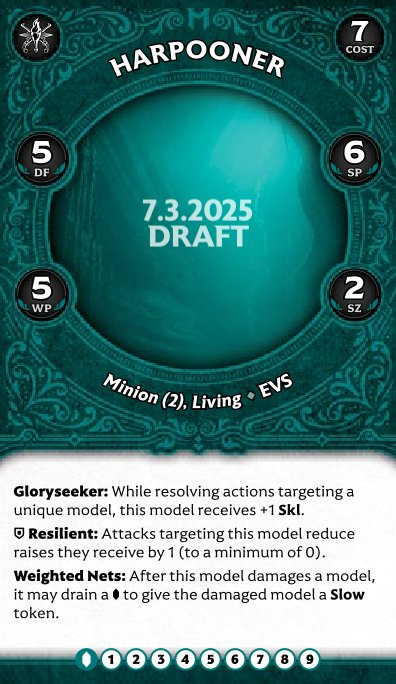 HARPOONER
7
COST
5
DF
6
SP
7.3.2025
DRAFT
5
WP
2
SZ
Minion (2), Living ◆ EVS
Gloryseeker: While resolving actions targeting a
unique model, this model receives +1 Skl.
Resilient: Attacks targeting this model reduce
raises they receive by 1 (to a minimum of 0).
Weighted Nets: After this model damages a model,
it may drain a to give the damaged model a Slow
token.
1 2 3 4 5 6 7 8 9